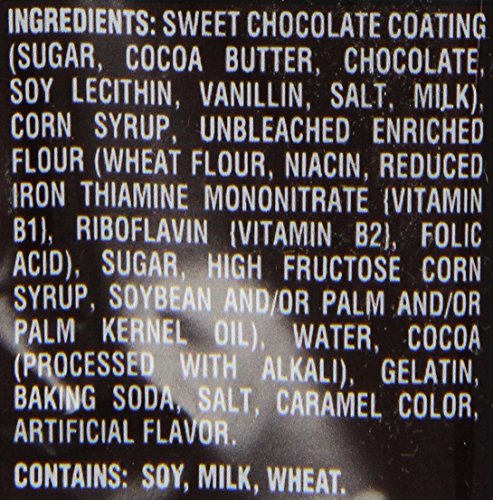 INGREDIENTS: SWEET CHOCOLATE COATING
(SUGAR, COCOA BUTTER, CHOCOLATE,
SOY LECITHIN, VANILLIN, SALT, MILK),
CORN SYRUP, UNBLEACHED ENRICHED
FLOUR (WHEAT FLOUR, NIACIN, REDUCED
IRON THIAMINE MONONITRATE {VITAMIN
B1}, RIBOFLAVIN {VITAMIN B2}, FOLIC
ACID), SUGAR, HIGH FRUCTOSE CORN
SYRUP, SOYBEAN AND/OR PALM AND/OR
PALM KERNEL OIL), WATER, COCOA
(PROCESSED WITH ALKALI), GELATIN,
BAKING SODA, SALT, CARAMEL COLOR,
ARTIFICIAL FLAVOR.
CONTAINS: SOY, MILK, WHEAT.